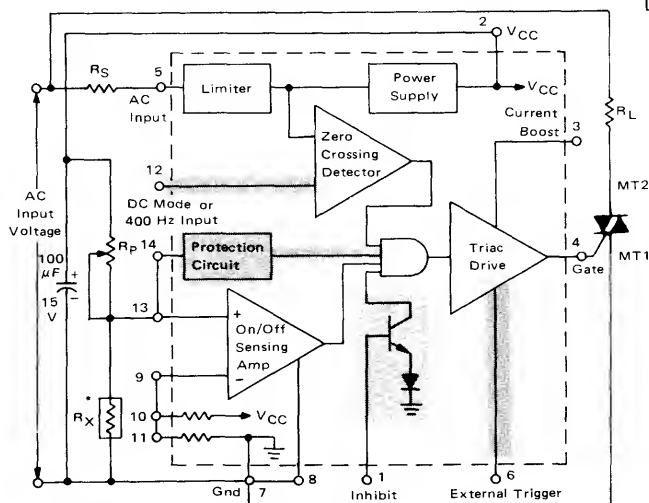 2
VCC
RS
5
AC
Input
Limiter
Power
Supply
VCC
Current
Boost
3
RL
Zero
Crossing
Detector
12
DC Mode or
400 Hz Input
AC
Input
Voltage
MT2
MT1
RP
14
Protection
Circuit
Triac
Drive
4
Gate
100
µF
+
15
V
13
+
On/Off
Sensing
Amp
−
9
RX
*
10
VCC
11
Gnd
7
8
1
Inhibit
6
External Trigger